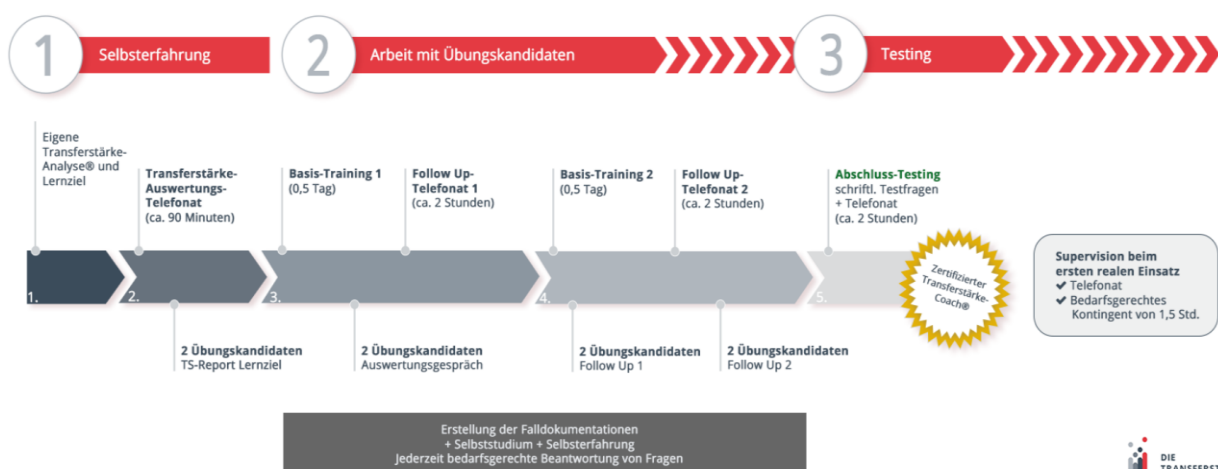 1
Selbsterfahrung
2
Arbeit mit Übungskandidaten
3
Testing
Eigene
Transferstärke-
Analyse® und
Lernziel
Transferstärke-
Auswertungs-
Telefonat
(ca. 90 Minuten)
Basis-Training 1
(0,5 Tag)
Follow Up-
Telefonat 1
(ca. 2 Stunden)
Basis-Training 2
(0,5 Tag)
Follow Up-
Telefonat 2
(ca. 2 Stunden)
Abschluss-Testing
schriftl. Testfragen
+ Telefonat
(ca. 2 Stunden)
1.
2.
3.
4.
5.
Zertifizierter
Transferstärke-
Coach®
Supervision beim
ersten realen Einsatz
✔ Telefonat
✔ Bedarfsgerechtes
Kontingent von 1,5 Std.
2 Übungskandidaten
TS-Report Lernziel
2 Übungskandidaten
Auswertungsgespräch
2 Übungskandidaten
Follow Up 1
2 Übungskandidaten
Follow Up 2
Erstellung der Falldokumentationen
+ Selbststudium + Selbsterfahrung
Jederzeit bedarfsgerechte Beantwortung von Fragen
DIE